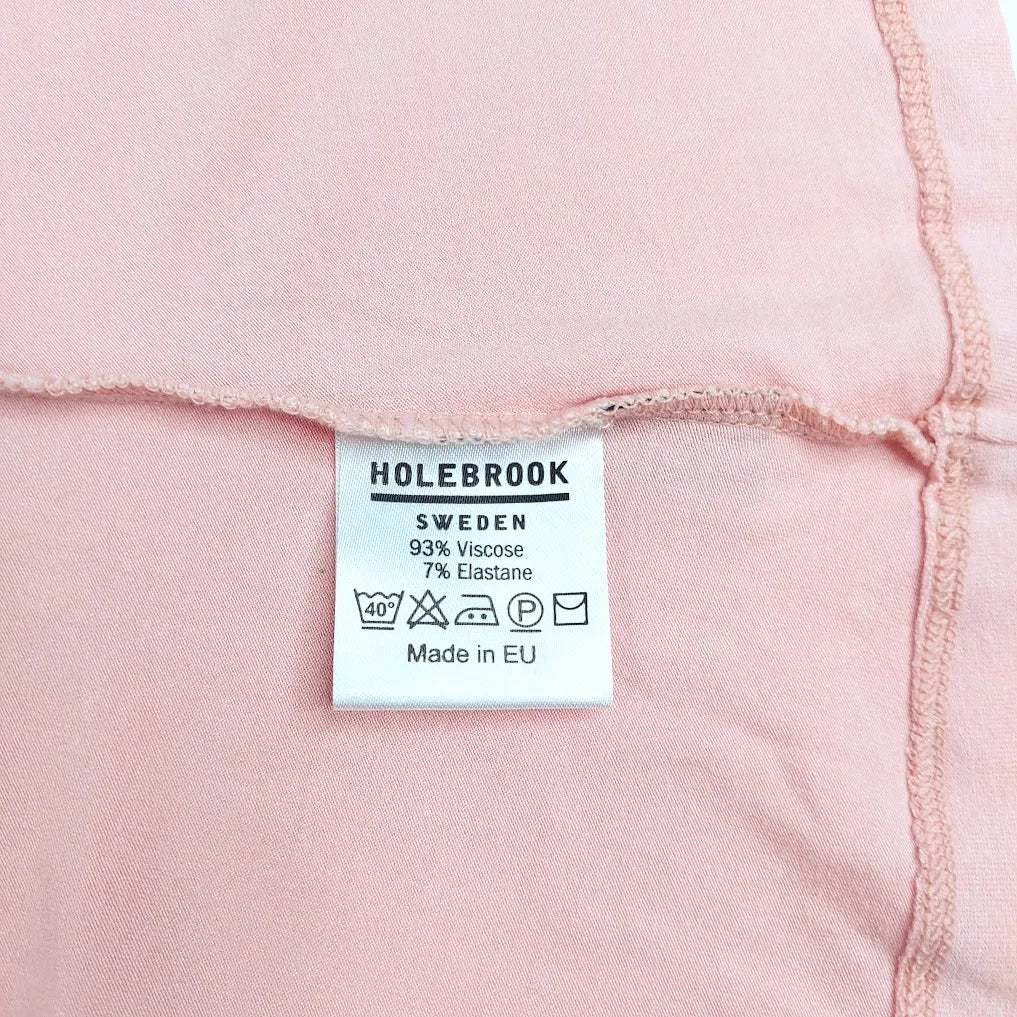 HOLEBROOK
SWEDEN
93% Viscose
7% Elastane
40° P
Made in EU